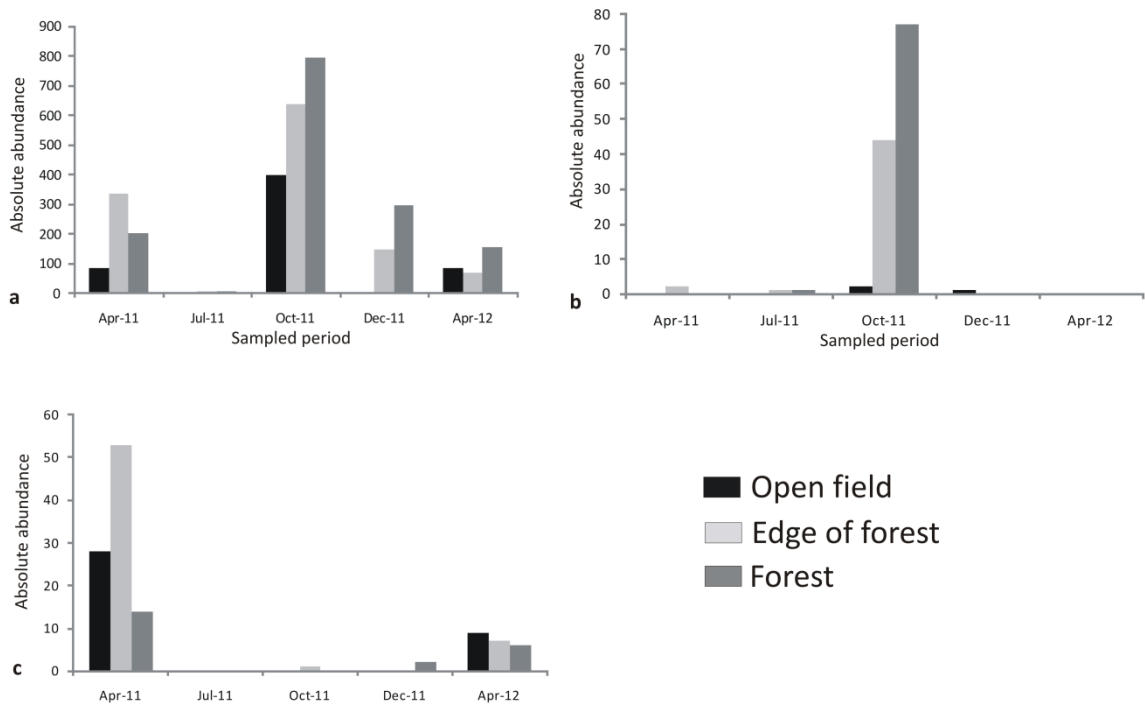 900
800
700
600
500
400
300
200
100
0
Absolute abundance
a
Apr-11 Jul-11 Oct-11 Dec-11 Apr-12
Sampled period
80
70
60
50
40
30
20
10
0
Absolute abundance
b
Apr-11 Jul-11 Oct-11 Dec-11 Apr-12
Sampled period
60
50
40
30
20
10
0
Absolute abundance
c
Apr-11 Jul-11 Oct-11 Dec-11 Apr-12
Open field
Edge of forest
Forest